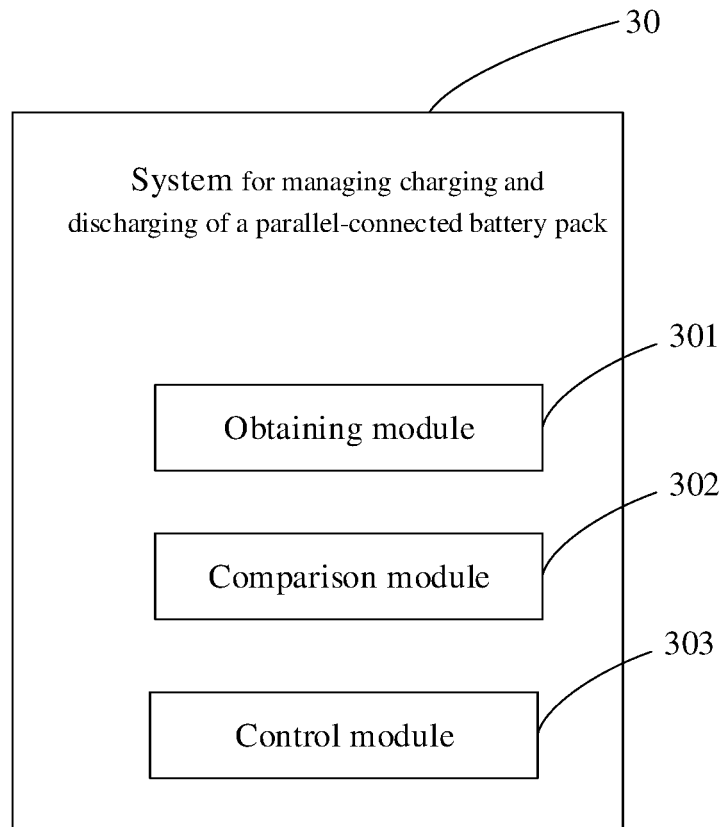 30
System for managing charging and
discharging of a parallel-connected battery pack
301
Obtaining module
302
Comparison module
303
Control module